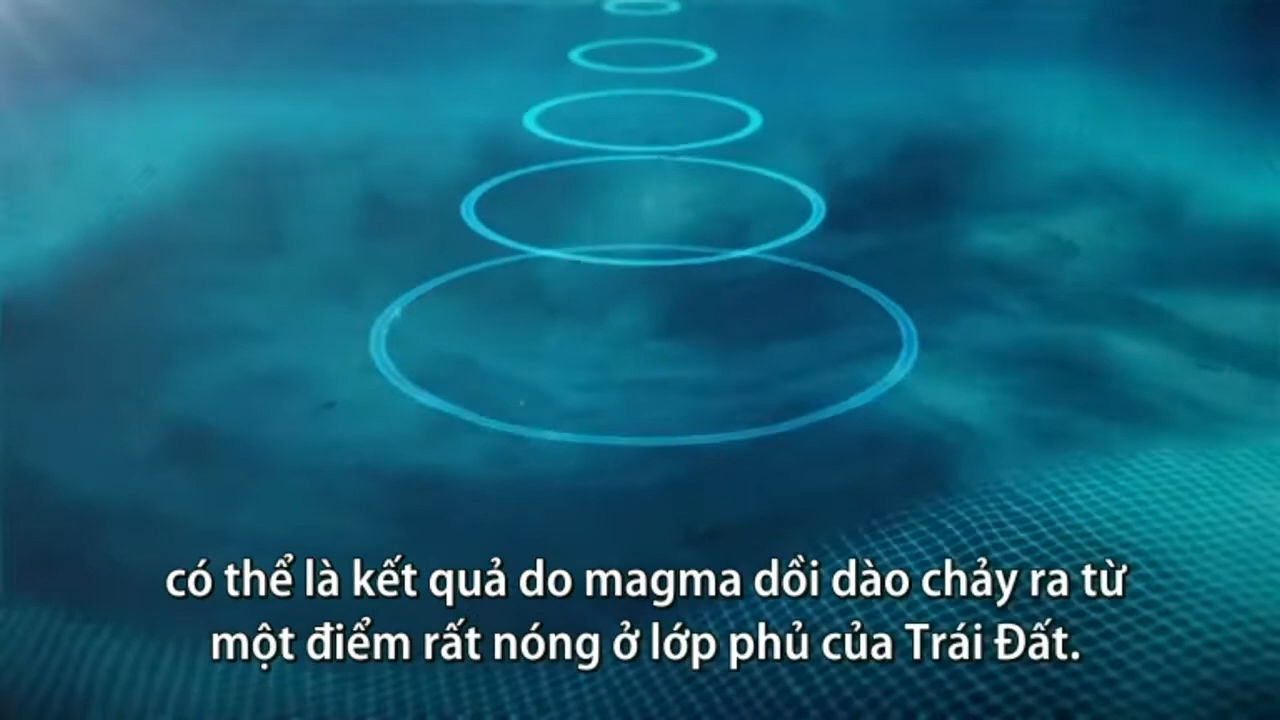 có thể là kết quả do magma dồi dào chảy ra từ
một điểm rất nóng ở lớp phủ của Trái Đất.